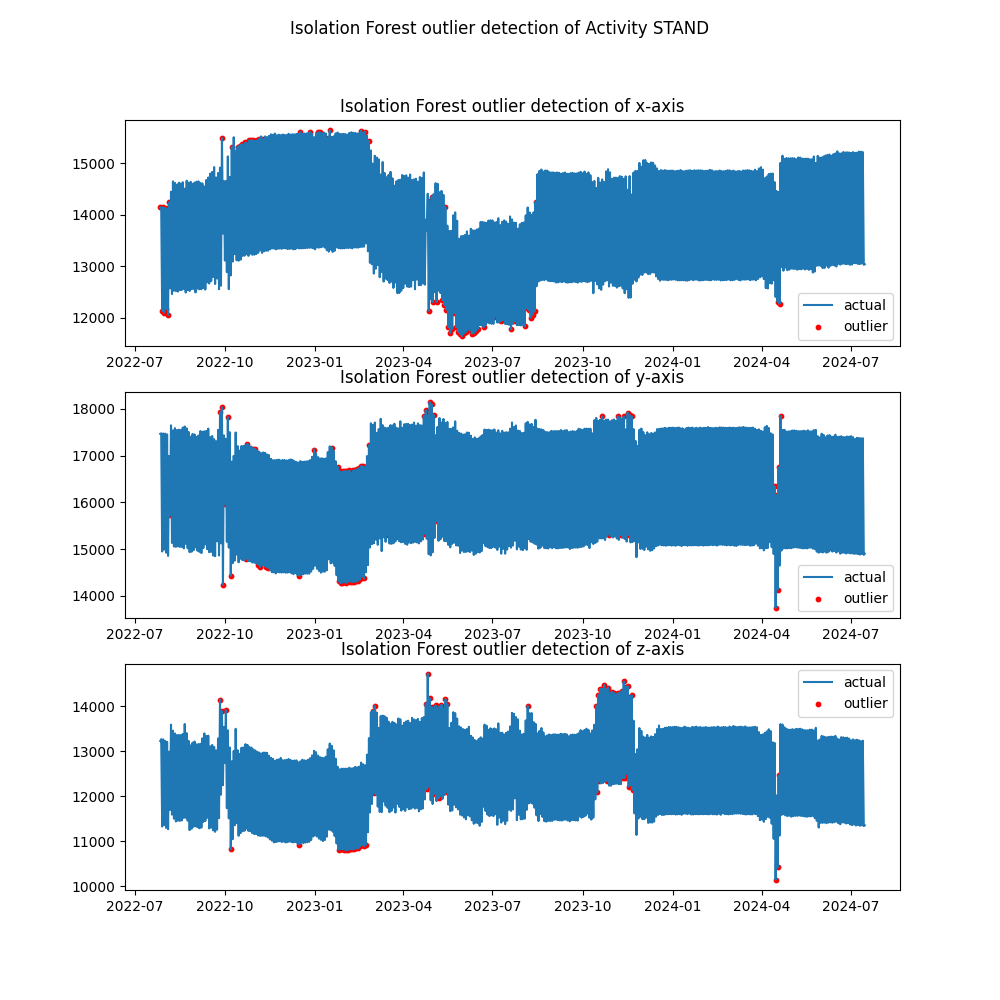 Isolation Forest outlier detection of Activity STAND
Isolation Forest outlier detection of x-axis
15000
14000
13000
12000
actual
outlier
2022-07 2022-10 2023-01 2023-04 2023-07 2023-10 2024-01 2024-04 2024-07
Isolation Forest outlier detection of y-axis
18000
17000
16000
15000
14000
actual
outlier
2022-07 2022-10 2023-01 2023-04 2023-07 2023-10 2024-01 2024-04 2024-07
Isolation Forest outlier detection of z-axis
actual
outlier
14000
13000
12000
11000
10000
2022-07 2022-10 2023-01 2023-04 2023-07 2023-10 2024-01 2024-04 2024-07